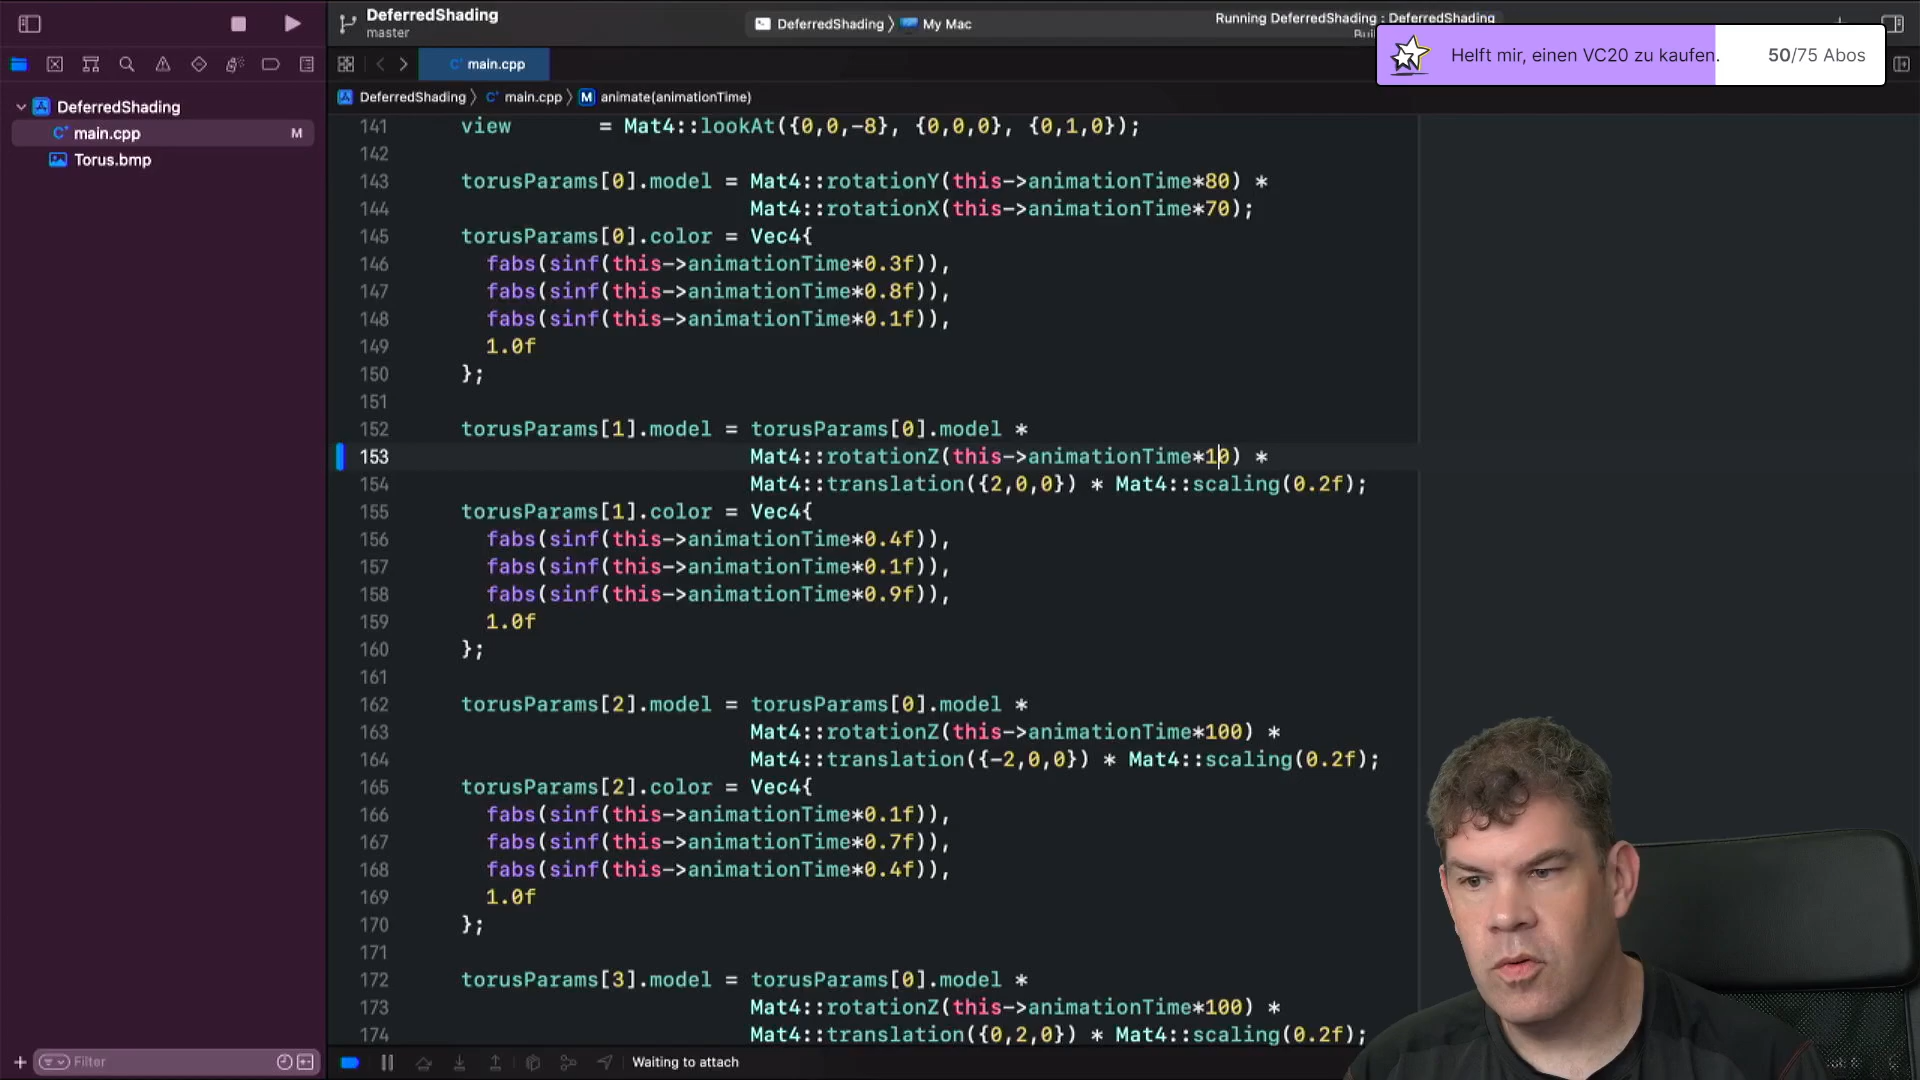 DeferredShading
master
DeferredShading 〉 My Mac
Running DeferredShading : DeferredShading
Helft mir, einen VC20 zu kaufen.
50/75 Abos
main.cpp
DeferredShading 〉 main.cpp 〉 M animate(animationTime)
DeferredShading
main.cpp M
Torus.bmp
141 view = Mat4::lookAt({0,0,-8}, {0,0,0}, {0,1,0});
142
143 torusParams[0].model = Mat4::rotationY(this->animationTime*80) *
144 Mat4::rotationX(this->animationTime*70);
145 torusParams[0].color = Vec4{
146 fabs(sinf(this->animationTime*0.3f)),
147 fabs(sinf(this->animationTime*0.8f)),
148 fabs(sinf(this->animationTime*0.1f)),
149 1.0f
150 };
151
152 torusParams[1].model = torusParams[0].model *
153 Mat4::rotationZ(this->animationTime*10) *
154 Mat4::translation({2,0,0}) * Mat4::scaling(0.2f);
155 torusParams[1].color = Vec4{
156 fabs(sinf(this->animationTime*0.4f)),
157 fabs(sinf(this->animationTime*0.1f)),
158 fabs(sinf(this->animationTime*0.9f)),
159 1.0f
160 };
161
162 torusParams[2].model = torusParams[0].model *
163 Mat4::rotationZ(this->animationTime*100) *
164 Mat4::translation({-2,0,0}) * Mat4::scaling(0.2f);
165 torusParams[2].color = Vec4{
166 fabs(sinf(this->animationTime*0.1f)),
167 fabs(sinf(this->animationTime*0.7f)),
168 fabs(sinf(this->animationTime*0.4f)),
169 1.0f
170 };
171
172 torusParams[3].model = torusParams[0].model *
173 Mat4::rotationZ(this->animationTime*100) *
174 Mat4::translation({0,2,0}) * Mat4::scaling(0.2f);
Filter
Waiting to attach